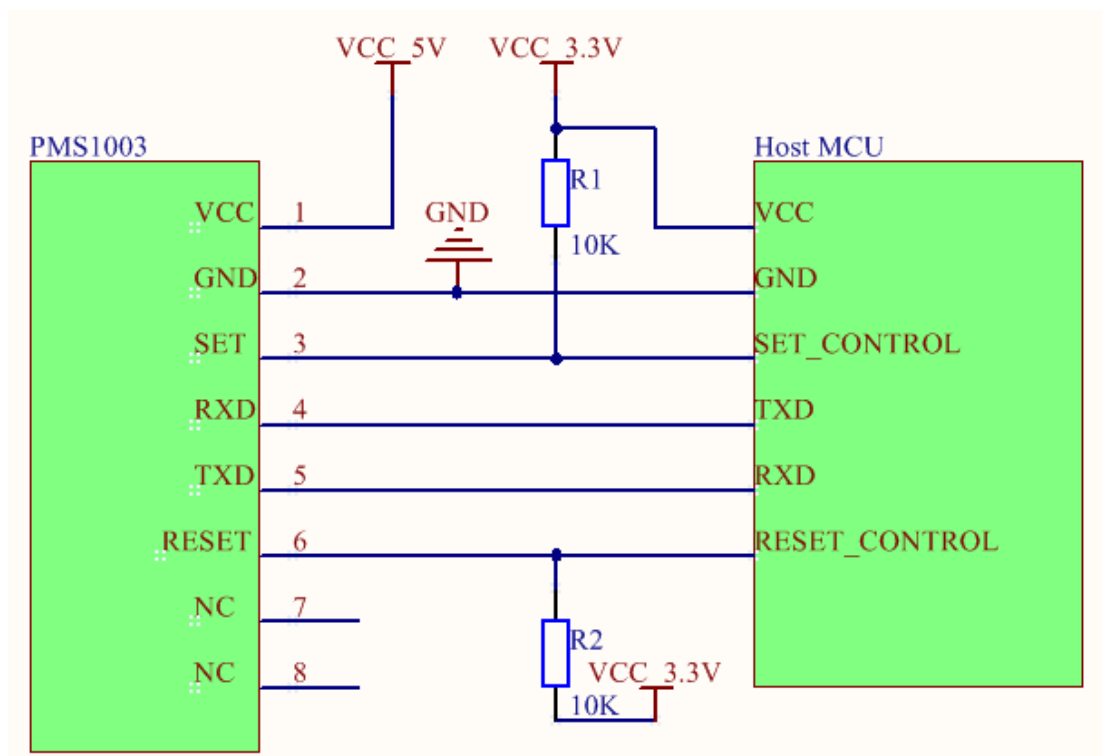 VCC_5V
VCC_3.3V
PMS1003
Host MCU
R1
VCC 1
GND
VCC
10K
GND 2
GND
SET 3
SET_CONTROL
RXD 4
TXD
TXD 5
RXD
RESET 6
RESET_CONTROL
NC 7
R2
NC 8
VCC_3.3V
10K